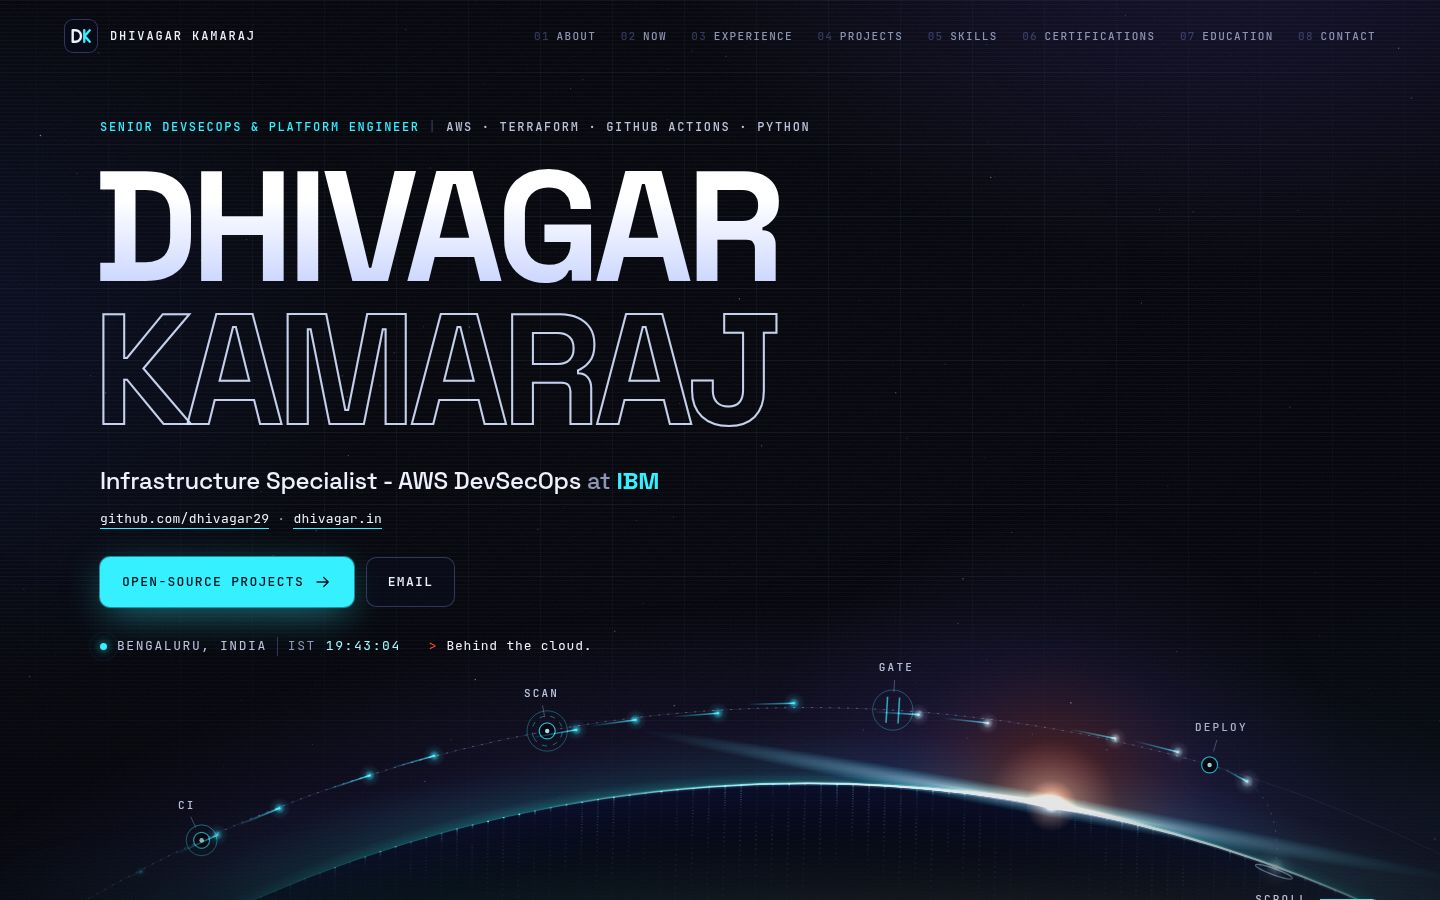 DK DHIVAGAR KAMARAJ
01 ABOUT 02 NOW 03 EXPERIENCE 04 PROJECTS 05 SKILLS 06 CERTIFICATIONS 07 EDUCATION 08 CONTACT
SENIOR DEVSECOPS & PLATFORM ENGINEER | AWS · TERRAFORM · GITHUB ACTIONS · PYTHON
DHIVAGAR
KAMARAJ
Infrastructure Specialist - AWS DevSecOps at IBM
github.com/dhivagar29 · dhivagar.in
OPEN-SOURCE PROJECTS → EMAIL
BENGALURU, INDIA | IST 19:43:04 > Behind the cloud.
GATE
SCAN
DEPLOY
CI
SCROLL